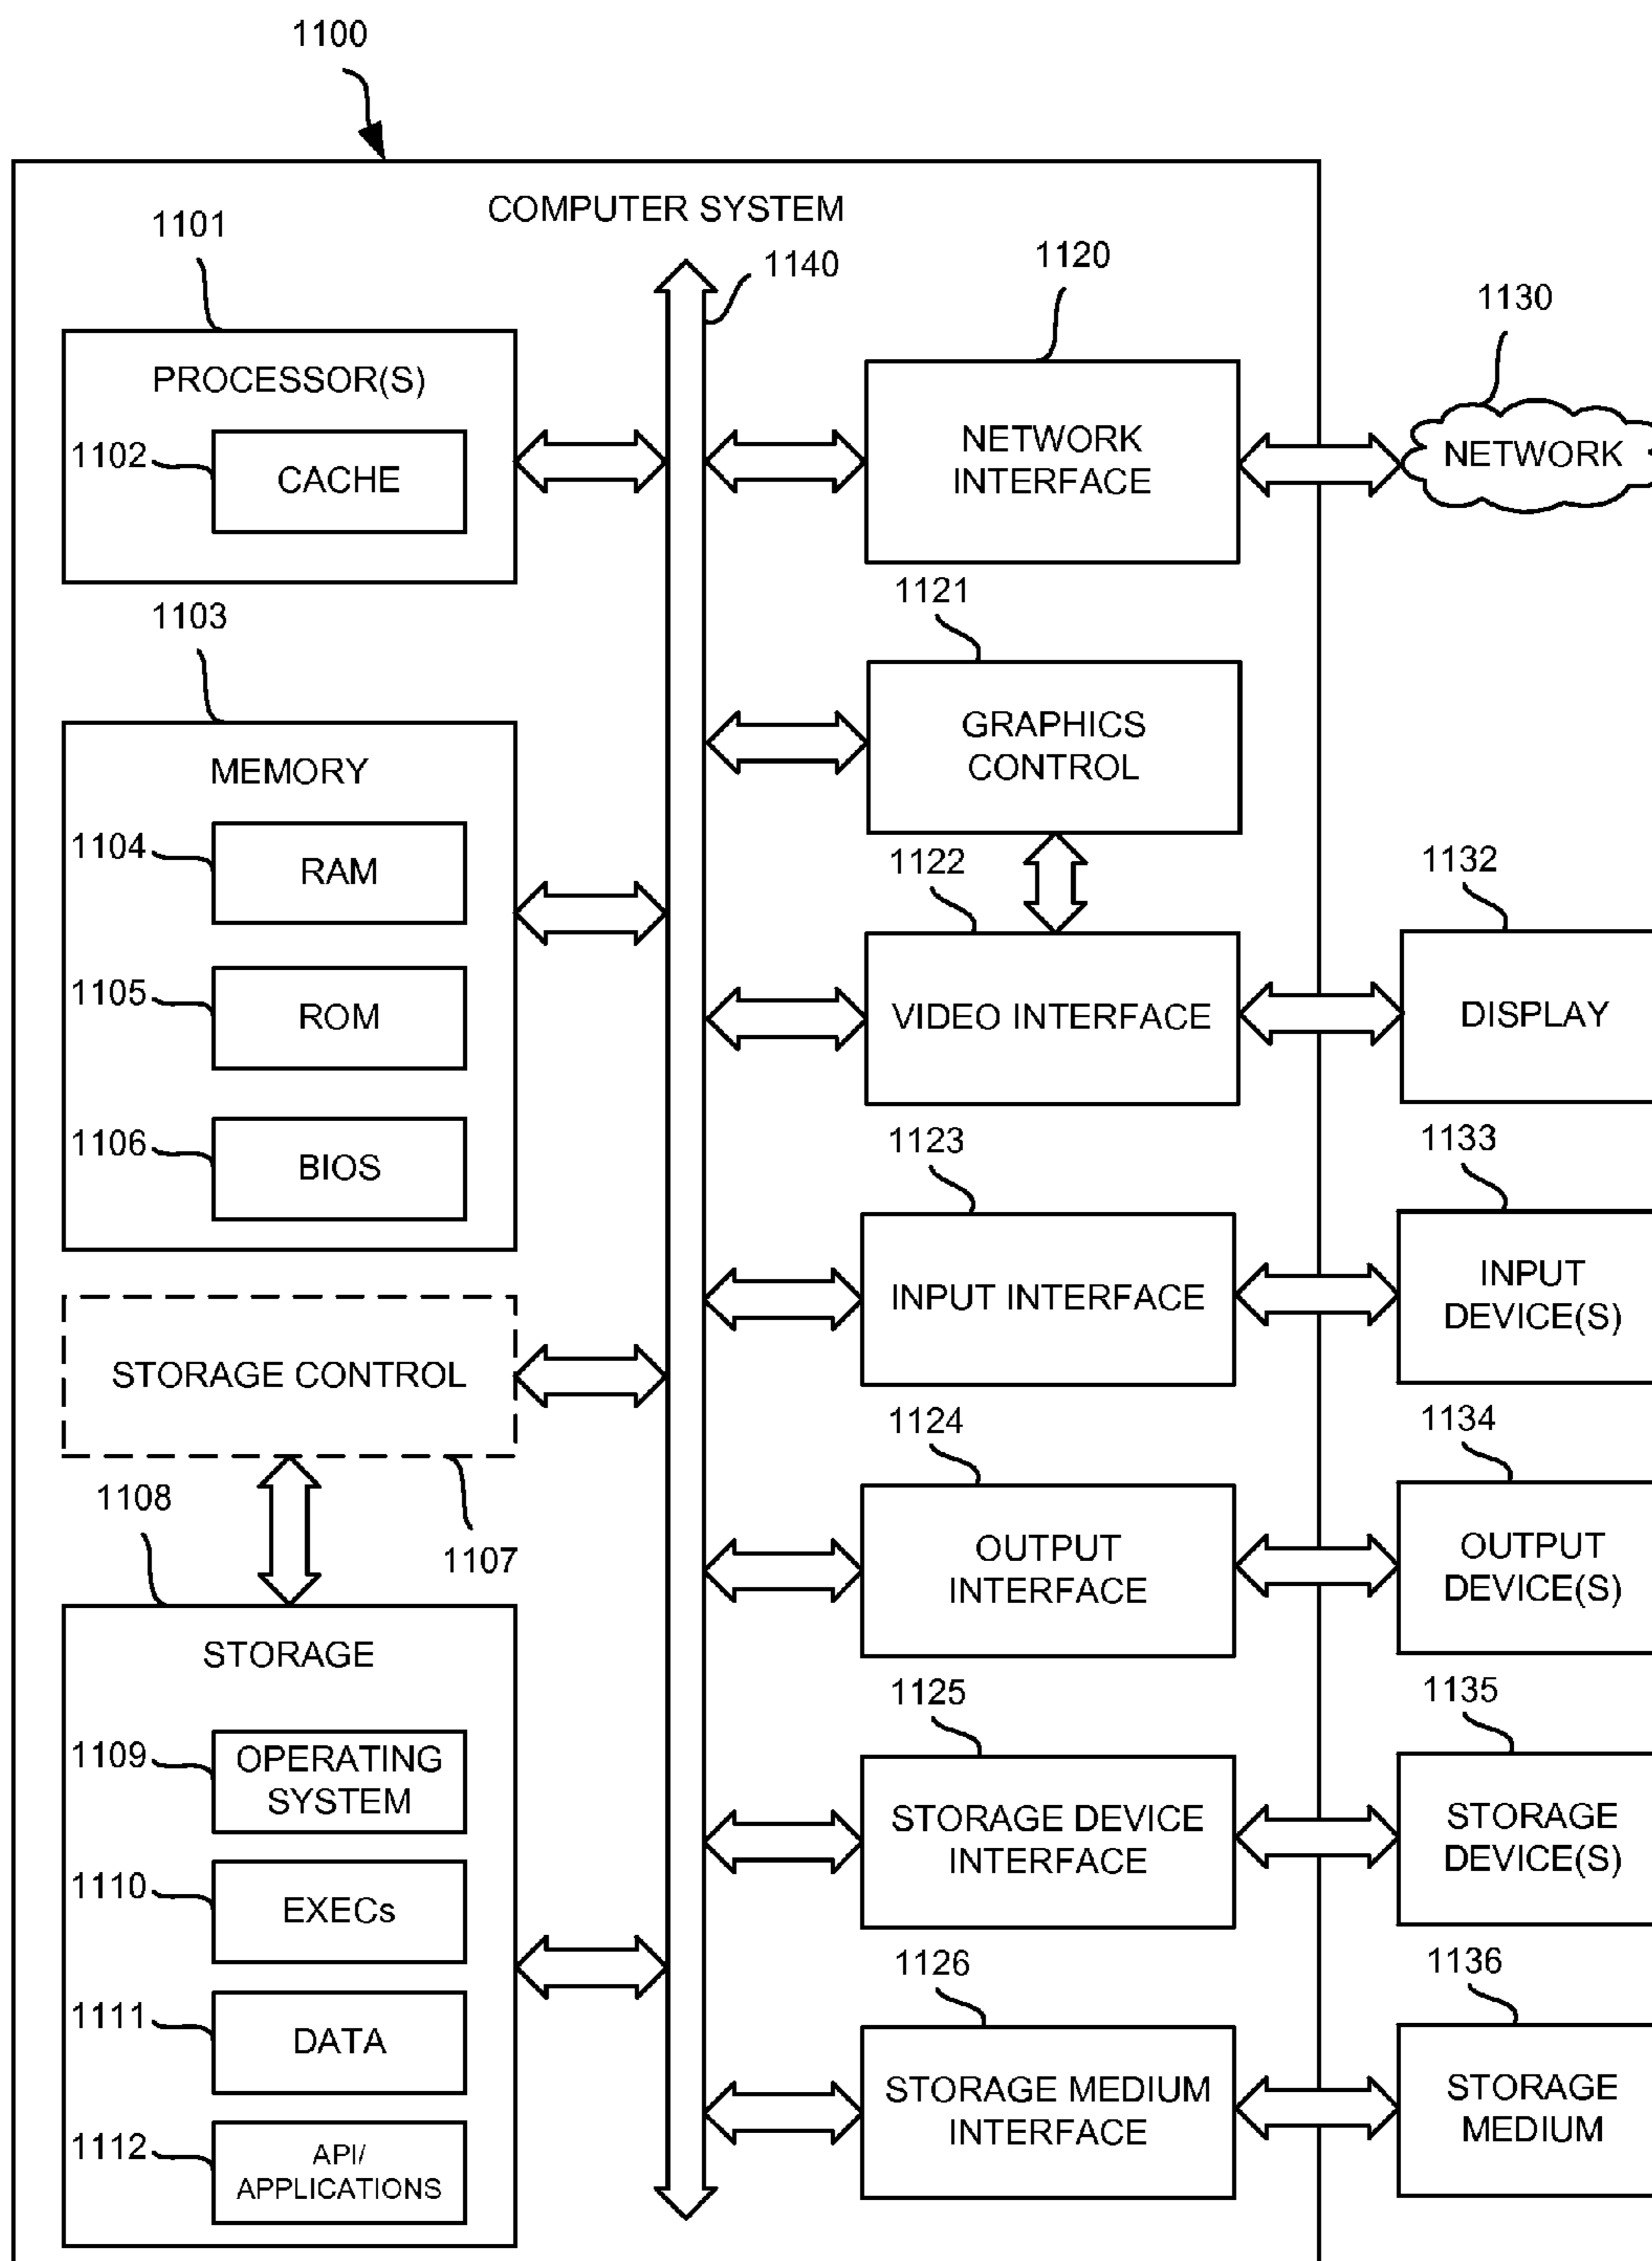 1100
COMPUTER SYSTEM
1101
1140
1120
1130
PROCESSOR(S)
1102
CACHE
NETWORK
INTERFACE
NETWORK
1103
1121
MEMORY
GRAPHICS
CONTROL
1104
RAM
1122
1132
1105
ROM
VIDEO INTERFACE
DISPLAY
1106
BIOS
1123
1133
INPUT INTERFACE
INPUT
DEVICE(S)
STORAGE CONTROL
1107
1124
1134
1108
OUTPUT
INTERFACE
OUTPUT
DEVICE(S)
STORAGE
1125
1135
1109
OPERATING
SYSTEM
STORAGE DEVICE
INTERFACE
STORAGE
DEVICE(S)
1110
EXECs
1126
1136
1111
DATA
STORAGE MEDIUM
INTERFACE
STORAGE
MEDIUM
1112
API/
APPLICATIONS